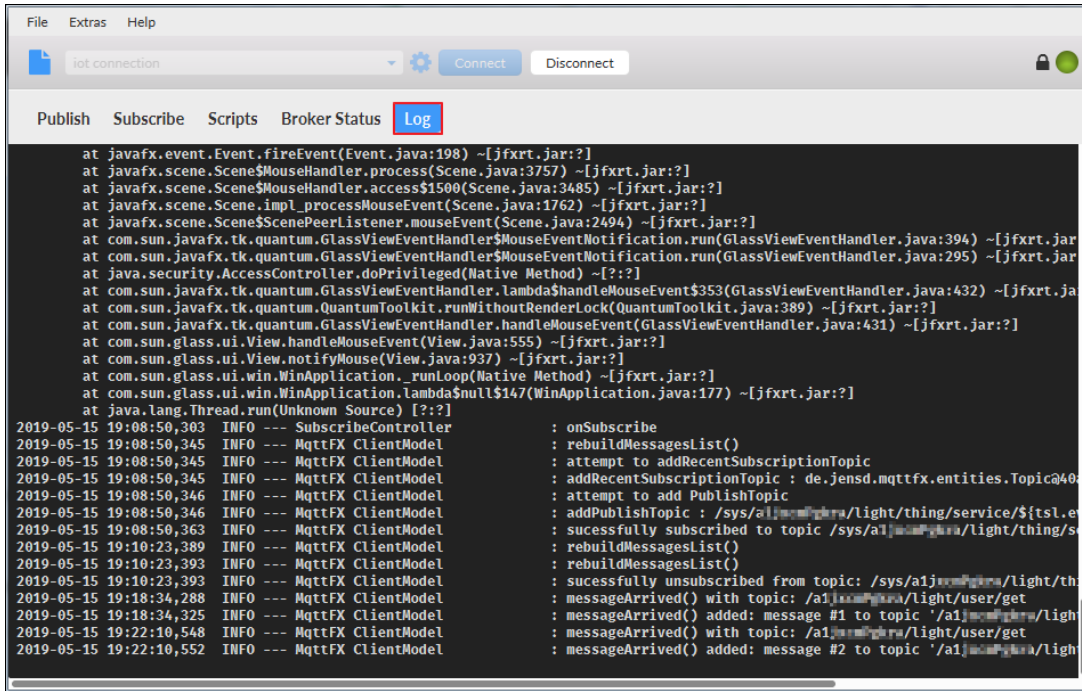 File Extras Help
iot connection Connect Disconnect
Publish Subscribe Scripts Broker Status Log
at javafx.event.Event.fireEvent(Event.java:198) ~[jfxrt.jar:?]
at javafx.scene.Scene$MouseHandler.process(Scene.java:3757) ~[jfxrt.jar:?]
at javafx.scene.Scene$MouseHandler.access$1500(Scene.java:3485) ~[jfxrt.jar:?]
at javafx.scene.Scene.impl_processMouseEvent(Scene.java:1762) ~[jfxrt.jar:?]
at javafx.scene.Scene$ScenePeerListener.mouseEvent(Scene.java:2494) ~[jfxrt.jar:?]
at com.sun.javafx.tk.quantum.GlassViewEventHandler$MouseEventNotification.run(GlassViewEventHandler.java:394) ~[jfxrt.jar
at com.sun.javafx.tk.quantum.GlassViewEventHandler$MouseEventNotification.run(GlassViewEventHandler.java:295) ~[jfxrt.jar
at java.security.AccessController.doPrivileged(Native Method) ~[?:?]
at com.sun.javafx.tk.quantum.GlassViewEventHandler.lambda$handleMouseEvent$353(GlassViewEventHandler.java:432) ~[jfxrt.ja
at com.sun.javafx.tk.quantum.QuantumToolkit.runWithoutRenderLock(QuantumToolkit.java:389) ~[jfxrt.jar:?]
at com.sun.javafx.tk.quantum.GlassViewEventHandler.handleMouseEvent(GlassViewEventHandler.java:431) ~[jfxrt.jar:?]
at com.sun.glass.ui.View.handleMouseEvent(View.java:555) ~[jfxrt.jar:?]
at com.sun.glass.ui.View.notifyMouse(View.java:937) ~[jfxrt.jar:?]
at com.sun.glass.ui.win.WinApplication._runLoop(Native Method) ~[jfxrt.jar:?]
at com.sun.glass.ui.win.WinApplication.lambda$null$147(WinApplication.java:177) ~[jfxrt.jar:?]
at java.lang.Thread.run(Unknown Source) [?:?]
2019-05-15 19:08:50,303 INFO --- SubscribeController : onSubscribe
2019-05-15 19:08:50,345 INFO --- MqttFX ClientModel : rebuildMessagesList()
2019-05-15 19:08:50,345 INFO --- MqttFX ClientModel : attempt to addRecentSubscriptionTopic
2019-05-15 19:08:50,345 INFO --- MqttFX ClientModel : addRecentSubscriptionTopic : de.jensd.mqttfx.entities.Topic@40a
2019-05-15 19:08:50,346 INFO --- MqttFX ClientModel : attempt to add PublishTopic
2019-05-15 19:08:50,346 INFO --- MqttFX ClientModel : addPublishTopic : /sys/a /light/thing/service/${tsl.ev
2019-05-15 19:08:50,363 INFO --- MqttFX ClientModel : sucessfully subscribed to topic /sys/a1 /light/thing/se
2019-05-15 19:10:23,389 INFO --- MqttFX ClientModel : rebuildMessagesList()
2019-05-15 19:10:23,393 INFO --- MqttFX ClientModel : rebuildMessagesList()
2019-05-15 19:10:23,393 INFO --- MqttFX ClientModel : sucessfully unsubscribed from topic: /sys/a1j /light/thi
2019-05-15 19:18:34,288 INFO --- MqttFX ClientModel : messageArrived() with topic: /a1 /light/user/get
2019-05-15 19:18:34,325 INFO --- MqttFX ClientModel : messageArrived() added: message #1 to topic '/a1 /ligh
2019-05-15 19:22:10,548 INFO --- MqttFX ClientModel : messageArrived() with topic: /a1 /light/user/get
2019-05-15 19:22:10,552 INFO --- MqttFX ClientModel : messageArrived() added: message #2 to topic '/a1 /ligh